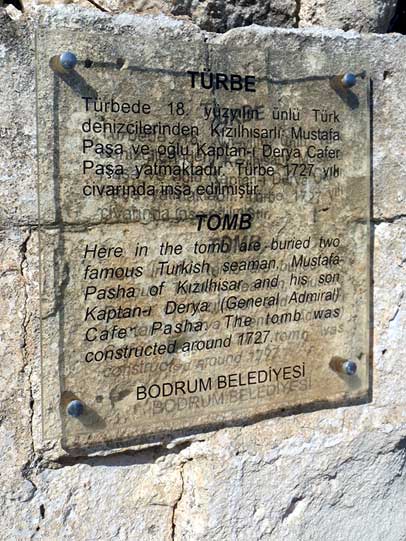 TÜRBE
Türbede 18. yüzyılın ünlü Türk
denizcilerinden Kızılhisarlı Mustafa
Paşa ve oğlu Kaptan-ı Derya Cafer
Paşa yatmaktadır. Türbe 1727 yılı
civarında inşa edilmiştir.
TOMB
Here in the tomb are buried two
famous Turkish seaman, Mustafa
Pasha of Kızılhisar and his son
Kaptan-ı Derya (General Admiral)
Cafer Pasha. The tomb was
constructed around 1727.
BODRUM BELEDİYESİ